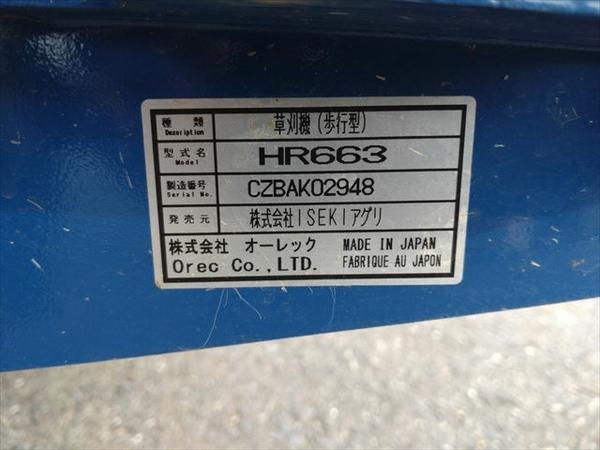 種類 草刈機(歩行型)
Description
型式名 HR663
Model
製造番号 CZBAK02948
Serial No.
発売元 株式会社ISEKIアグリ
株式会社 オーレック MADE IN JAPAN
Orec Co.,LTD. FABRIQUE AU JAPON